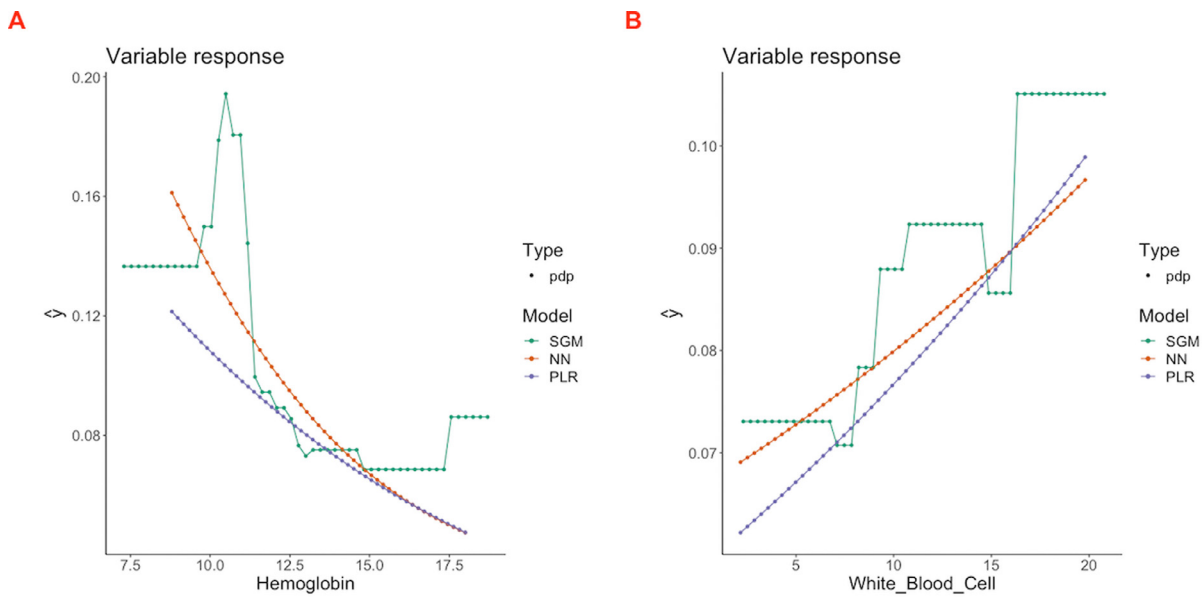 A
Variable response
0.20
0.16
0.12
0.08
ŷ
7.5 10.0 12.5 15.0 17.5
Hemoglobin
Type
pdp
Model
SGM
NN
PLR
B
Variable response
0.10
0.09
0.08
0.07
ŷ
5 10 15 20
White_Blood_Cell
Type
pdp
Model
SGM
NN
PLR